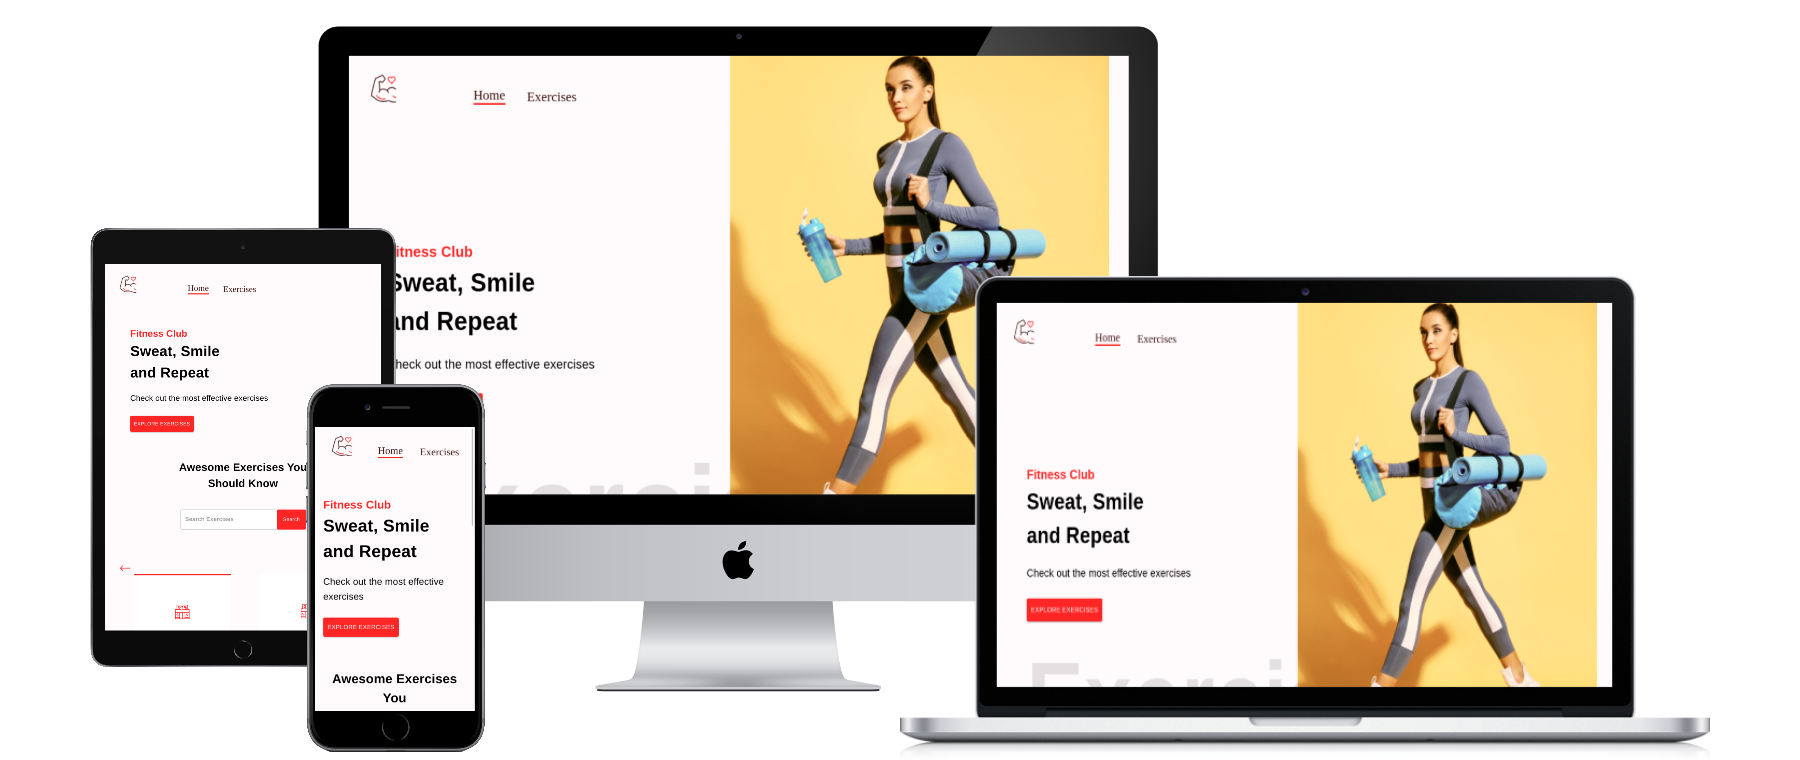 Home Exercises
itness Club
Sweat, Smile
and Repeat
heck out the most effective exercises
Exerci
Home Exercises
Fitness Club
Sweat, Smile
and Repeat
Check out the most effective exercises
EXPLORE EXERCISES
Awesome Exercises You
Should Know
Search Exercises Search
Home Exercises
Fitness Club
Sweat, Smile
and Repeat
Check out the most effective
exercises
EXPLORE EXERCISES
Awesome Exercises
You
Home Exercises
Fitness Club
Sweat, Smile
and Repeat
Check out the most effective exercises
EXPLORE EXERCISES
Exerci